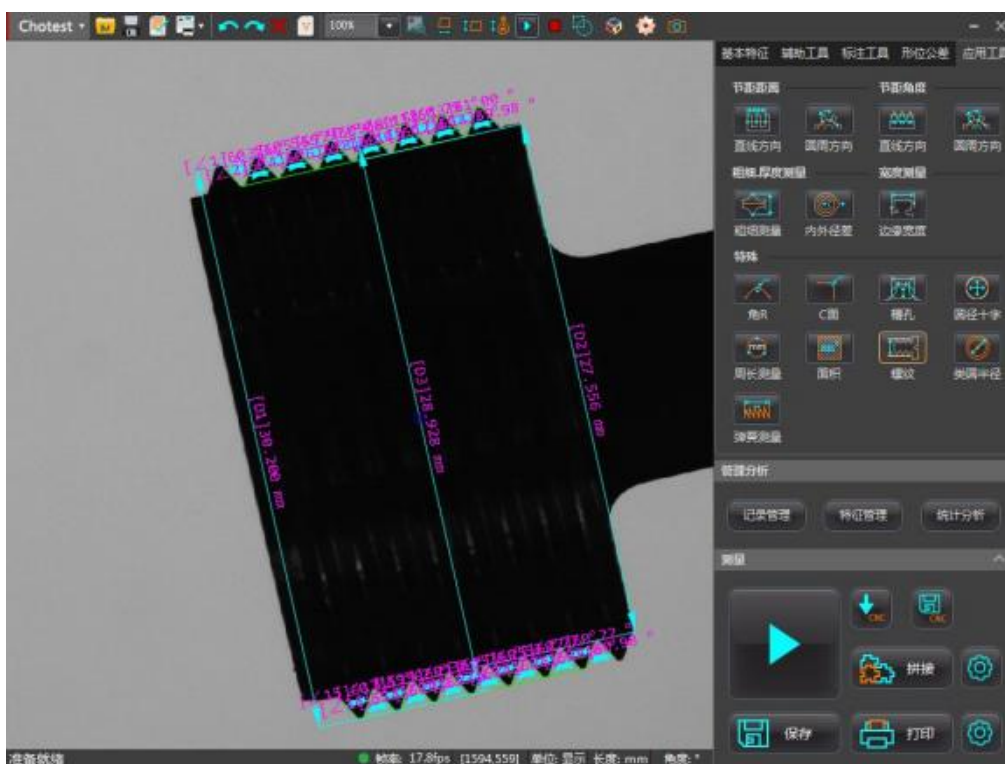 Chotest
100%
基本特征 辅助工具 标注工具 形位公差 应用工
节距距离 节距角度
直线方向 圆周方向 直线方向 圆周方向
粗细.厚度测量 宽度测量
粗细测量 内外径差 边缘宽度
特殊
角R C面 槽孔 圆径十字
周长测量 面积 螺纹 类圆半径
弹簧测量
管理分析
记录管理 特征管理 统计分析
测量
CNC CNC
拼接
保存 打印
[D1]30.200 mm
[D3]28.928 mm
[D2]27.556 mm
准备就绪 帧率: 17.8fps [1594,559] 单位: 显示 长度: mm 角度: °